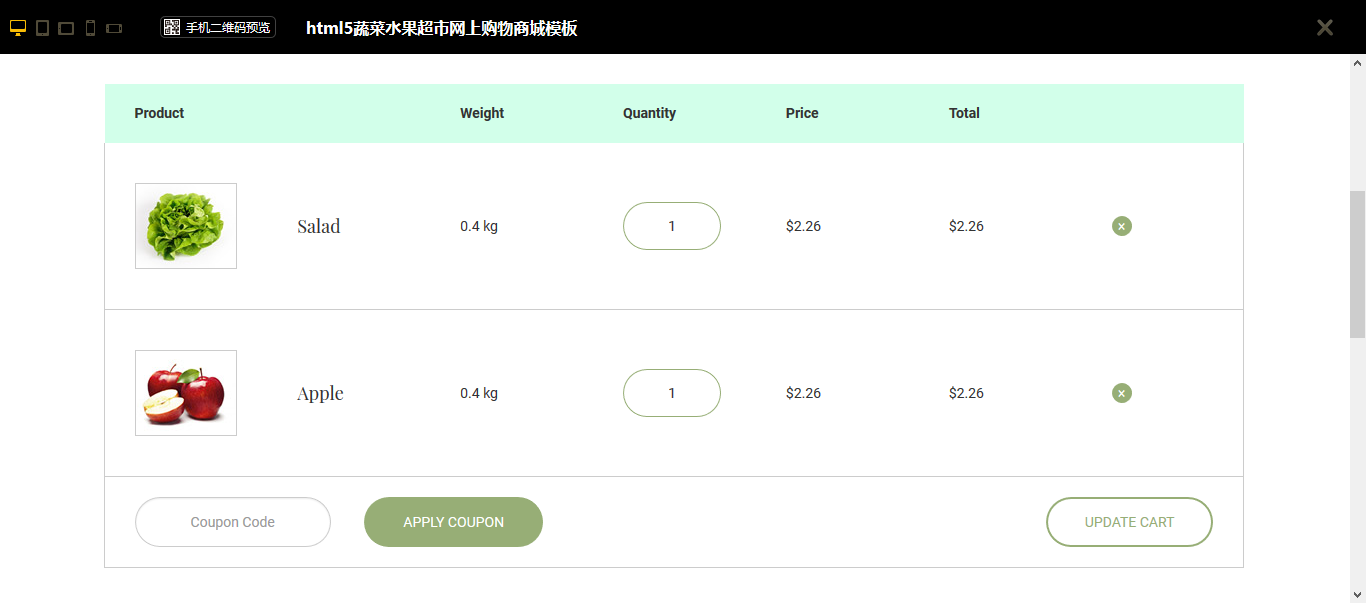 手机二维码预览 html5蔬菜水果超市网上购物商城模板
Product Weight Quantity Price Total
Salad 0.4 kg 1 $2.26 $2.26 x
Apple 0.4 kg 1 $2.26 $2.26 x
Coupon Code APPLY COUPON UPDATE CART